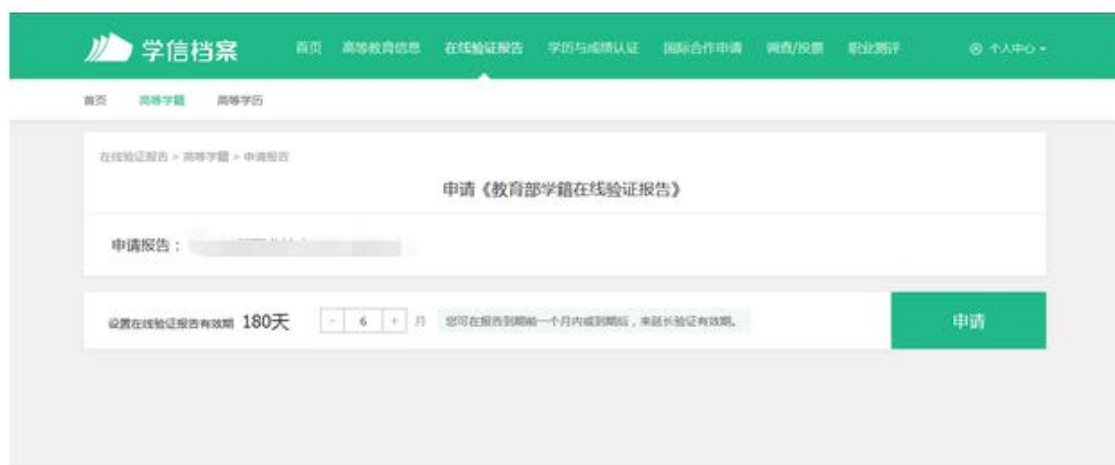 学信档案 首页 高等教育信息 在线验证报告 学历与成绩认证 国际合作申请 调查/投票 职业测评 个人中心
首页 高等学籍 高等学历
在线验证报告 > 高等学籍 > 申请报告
申请《教育部学籍在线验证报告》
申请报告：
设置在线验证报告有效期 180天 - 6 + 月 您可在报告到期前一个月内或到期后，来延长验证有效期。 申请